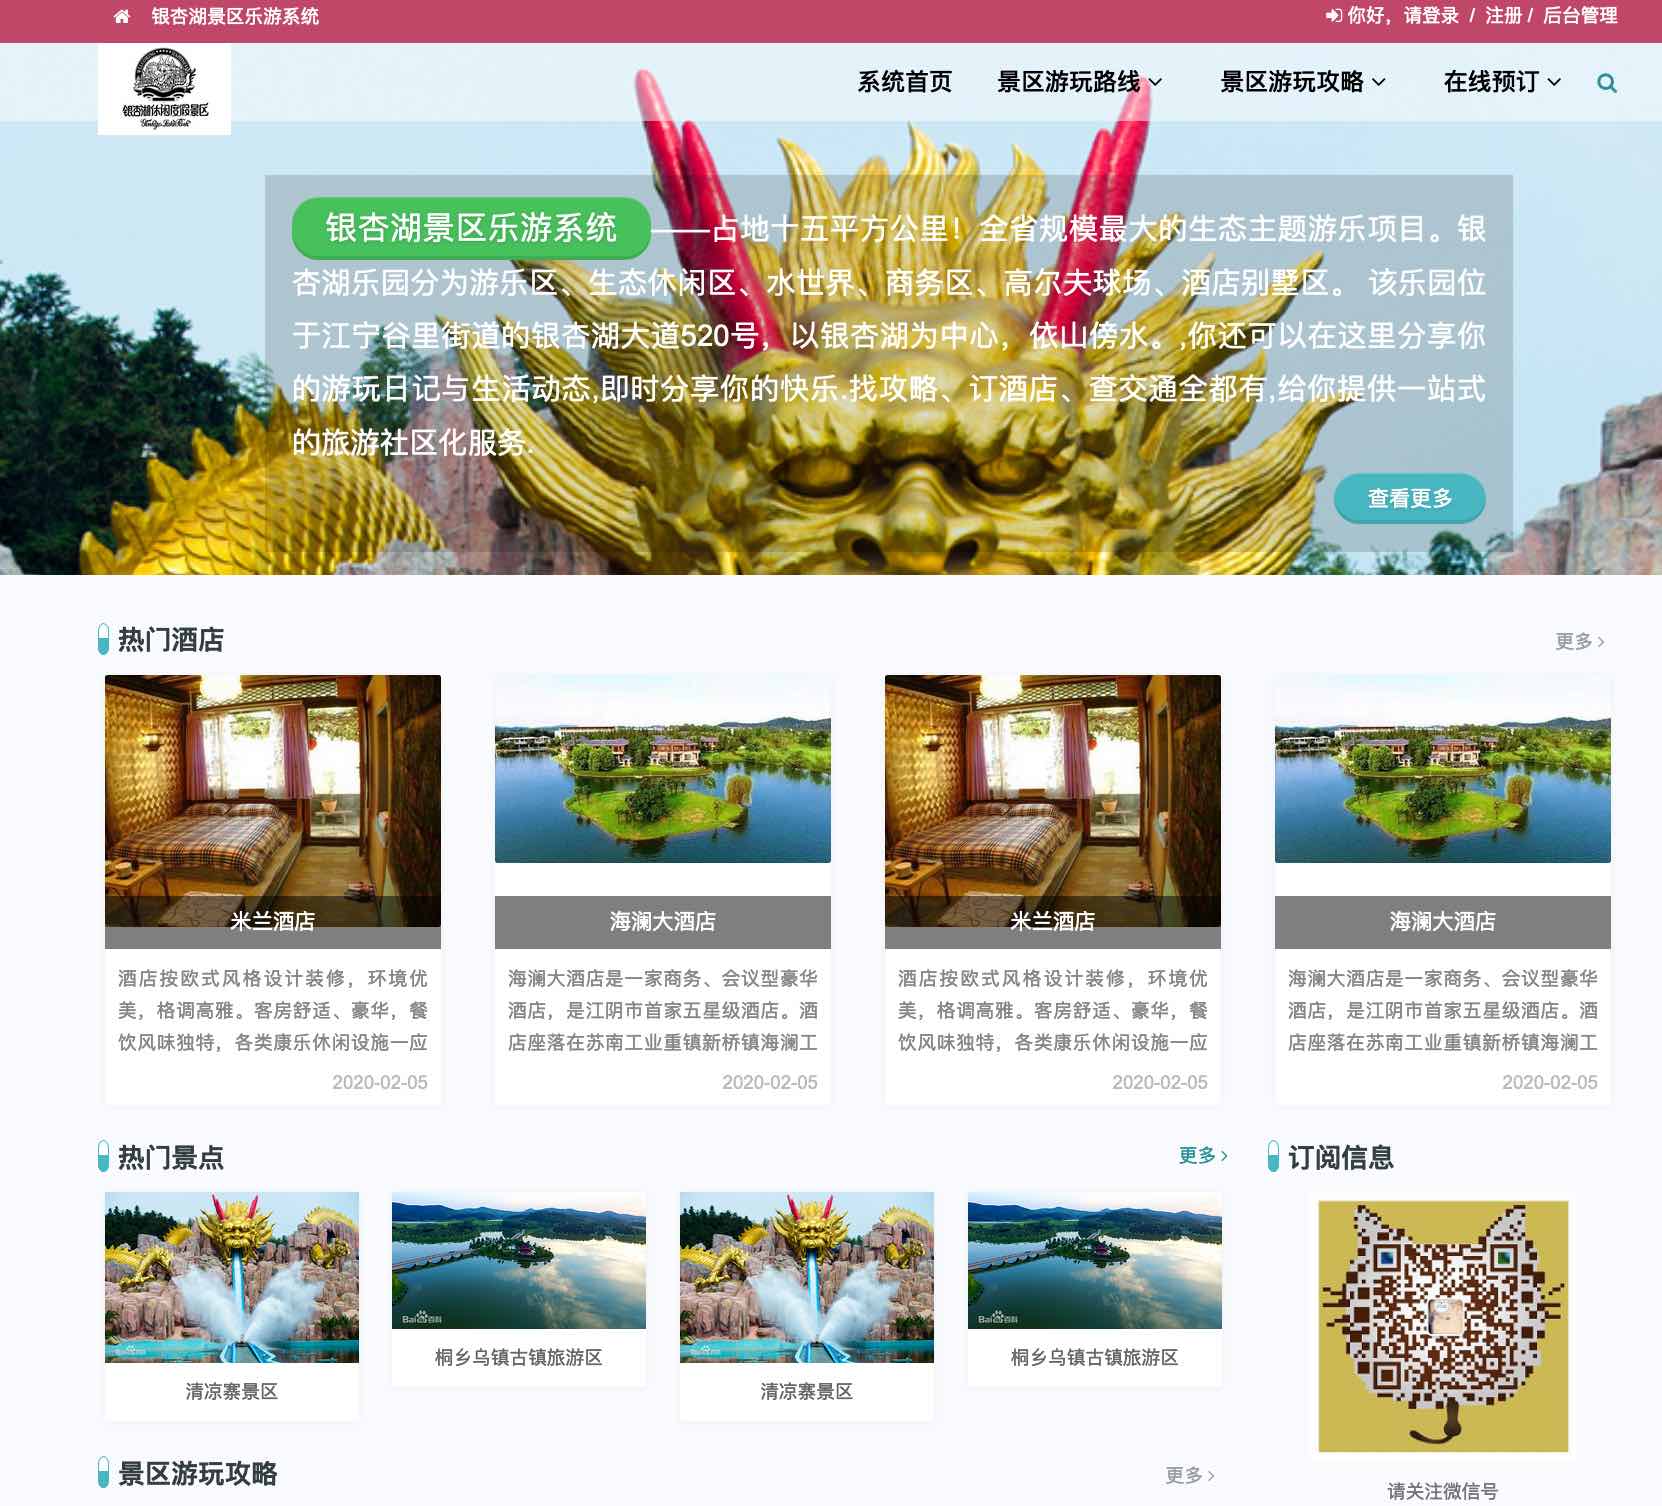 银杏湖景区乐游系统
你好，请登录 / 注册 / 后台管理
银杏湖休闲度假景区
系统首页 景区游玩路线 景区游玩攻略 在线预订
银杏湖景区乐游系统——占地十五平方公里！全省规模最大的生态主题游乐项目。银
杏湖乐园分为游乐区、生态休闲区、水世界、商务区、高尔夫球场、酒店别墅区。 该乐园位
于江宁谷里街道的银杏湖大道520号，以银杏湖为中心，依山傍水。,你还可以在这里分享你
的游玩日记与生活动态,即时分享你的快乐.找攻略、订酒店、查交通全都有,给你提供一站式
的旅游社区化服务.
查看更多
热门酒店 更多
米兰酒店
酒店按欧式风格设计装修，环境优
美，格调高雅。客房舒适、豪华，餐
饮风味独特，各类康乐休闲设施一应
2020-02-05
海澜大酒店
海澜大酒店是一家商务、会议型豪华
酒店，是江阴市首家五星级酒店。酒
店座落在苏南工业重镇新桥镇海澜工
2020-02-05
米兰酒店
酒店按欧式风格设计装修，环境优
美，格调高雅。客房舒适、豪华，餐
饮风味独特，各类康乐休闲设施一应
2020-02-05
海澜大酒店
海澜大酒店是一家商务、会议型豪华
酒店，是江阴市首家五星级酒店。酒
店座落在苏南工业重镇新桥镇海澜工
2020-02-05
热门景点 更多
清凉寨景区
Bai百科
桐乡乌镇古镇旅游区
清凉寨景区
Bai百科
桐乡乌镇古镇旅游区
订阅信息
请关注微信号
景区游玩攻略 更多